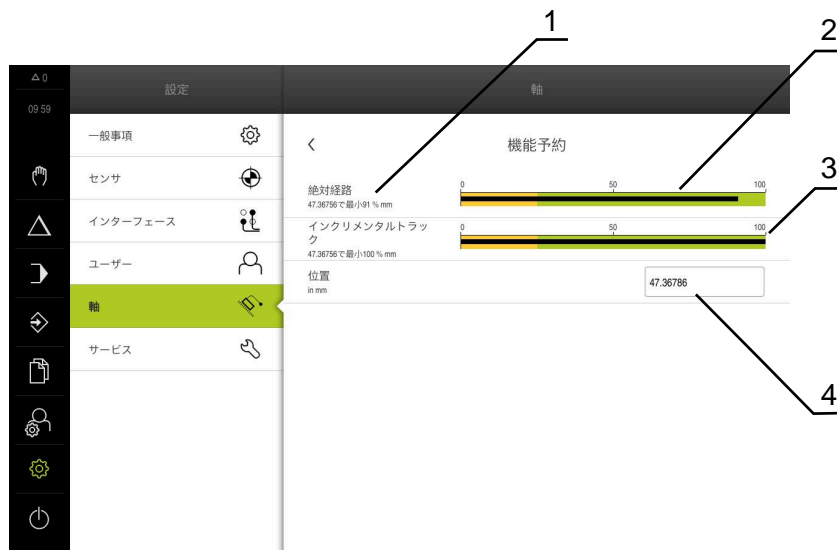 1
2
△ 0
09:59
設定
軸
一般事項
機能予約
センサ
絶対経路
47.36756で最小91 % mm
0 50 100
3
インターフェース
インクリメンタルトラッ
ク
47.36756で最小100 % mm
0 50 100
ユーザー
位置
in mm
47.36786
軸
サービス
4